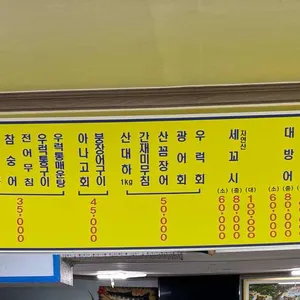 참숭어
전어무침
우럭통구이
우럭통매운탕
35,000
아나고회
붕장어구이
45,000
산대하 1kg
간재미무침
산꼼장어
광어회
우럭회
50,000
자연산
세꼬시
(소) 60,000
(중) 80,000
(대) 100,000
대방어
(소) 60,000